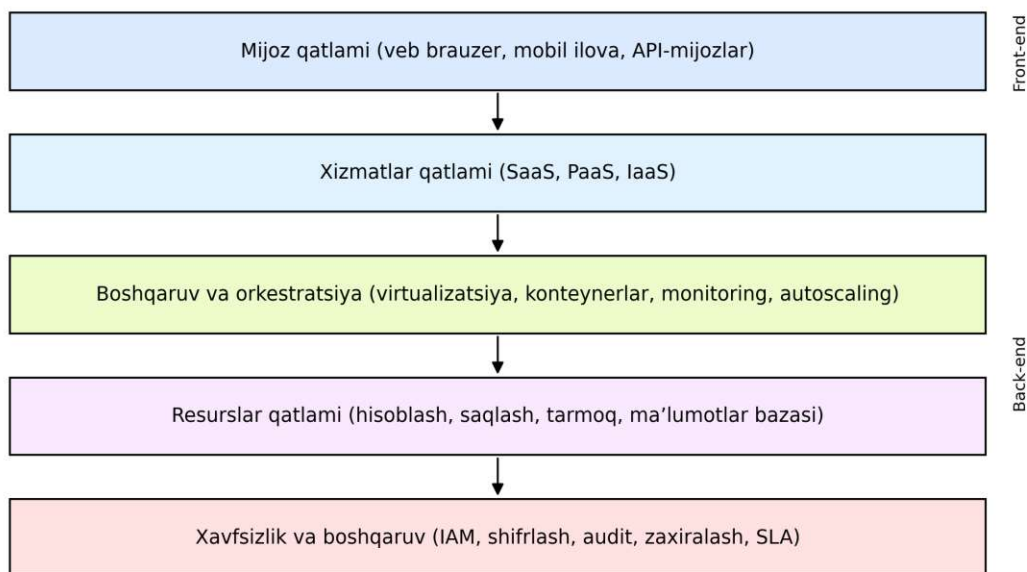 Mijoz qatlami (veb brauzer, mobil ilova, API-mijozlar)
Front-end
Xizmatlar qatlami (SaaS, PaaS, IaaS)
Boshqaruv va orkestratsiya (virtualizatsiya, konteynerlar, monitoring, autoscaling)
Back-end
Resurslar qatlami (hisoblash, saqlash, tarmoq, ma’lumotlar bazasi)
Xavfsizlik va boshqaruv (IAM, shifrlash, audit, zaxiralash, SLA)